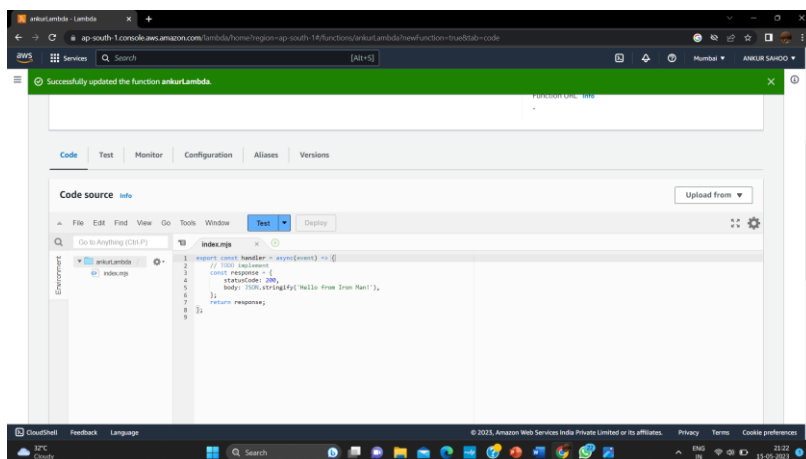 ankurLambda - Lambda
ap-south-1.console.aws.amazon.com/lambda/home?region=ap-south-1#/functions/ankurLambda?newFunction=true&tab=code
aws Services Search [Alt+S] Mumbai ▼ ANKUR SAHOO ▼
Successfully updated the function ankurLambda.
Function URL Info
-
Code Test Monitor Configuration Aliases Versions
Code source Info Upload from ▼
File Edit Find View Go Tools Window Test Deploy
Go to Anything (Ctrl-P) index.mjs
Environment
ankurLambda
index.mjs
1 export const handler = async(event) => {
2 // TODO implement
3 const response = {
4 statusCode: 200,
5 body: JSON.stringify('Hello from Iron Man!'),
6 };
7 return response;
8 };
9
CloudShell Feedback Language © 2023, Amazon Web Services India Private Limited or its affiliates. Privacy Terms Cookie preferences
32°C
Cloudy
Search
ENG
IN
21:22
15-05-2023